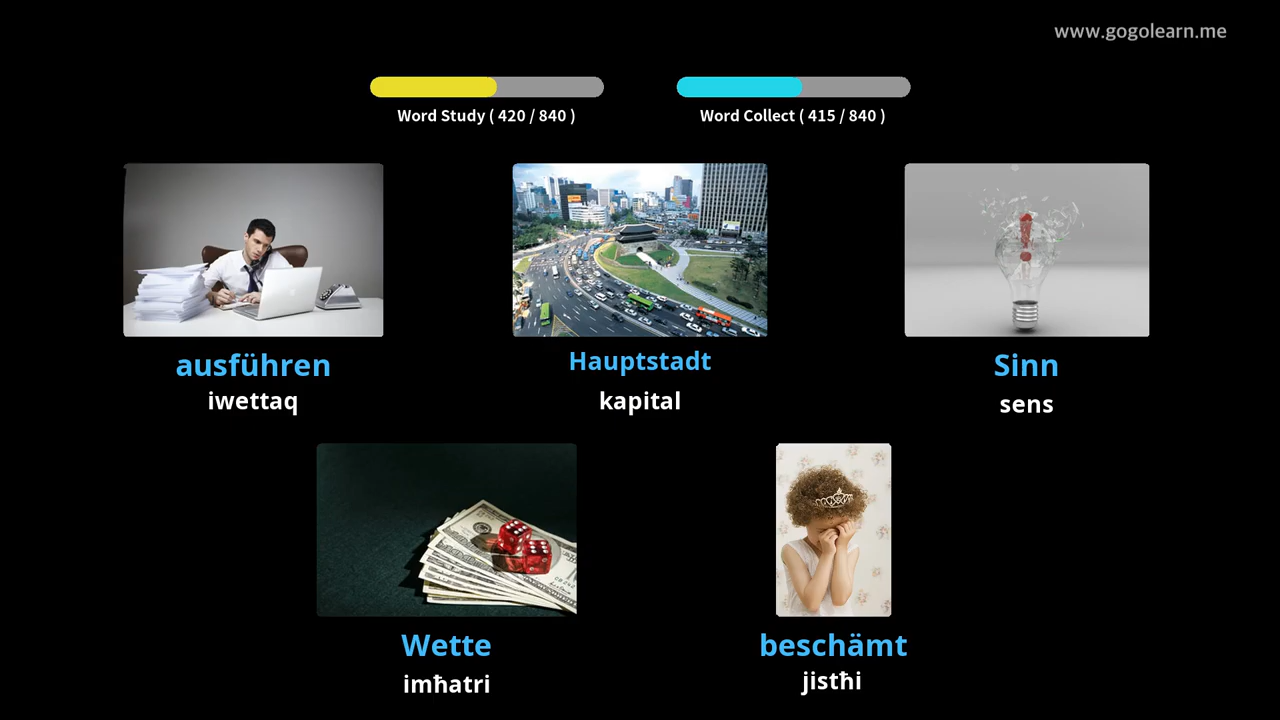 www.gogolearn.me
Word Study ( 420 / 840 )
Word Collect ( 415 / 840 )
ausführen
iwettaq
Hauptstadt
kapital
Sinn
sens
Wette
imħatri
beschämt
jistħi